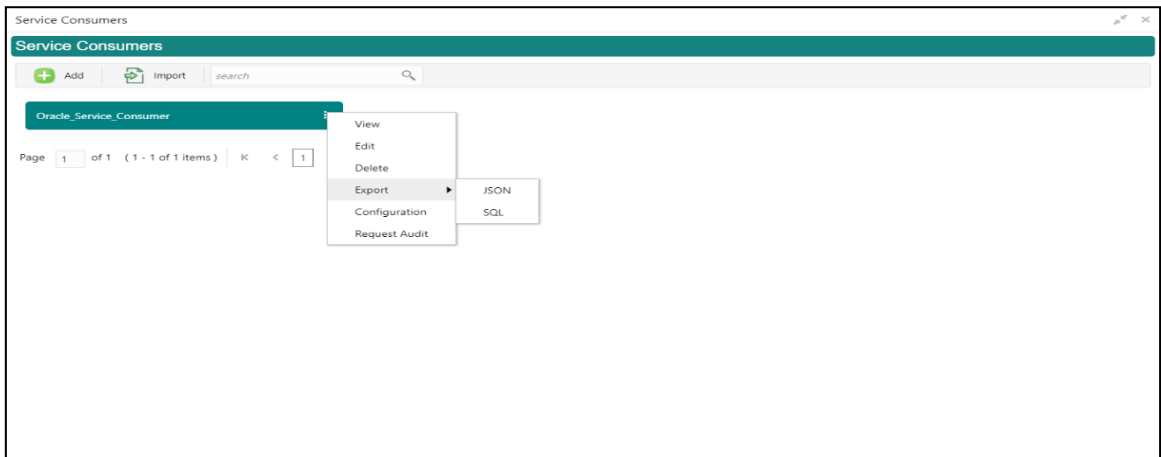 Service Consumers
Service Consumers
Add Import search
Oracle_Service_Consumer
View
Page 1 of 1 ( 1 - 1 of 1 items ) K < 1
Edit
Delete
Export JSON
Configuration SQL
Request Audit